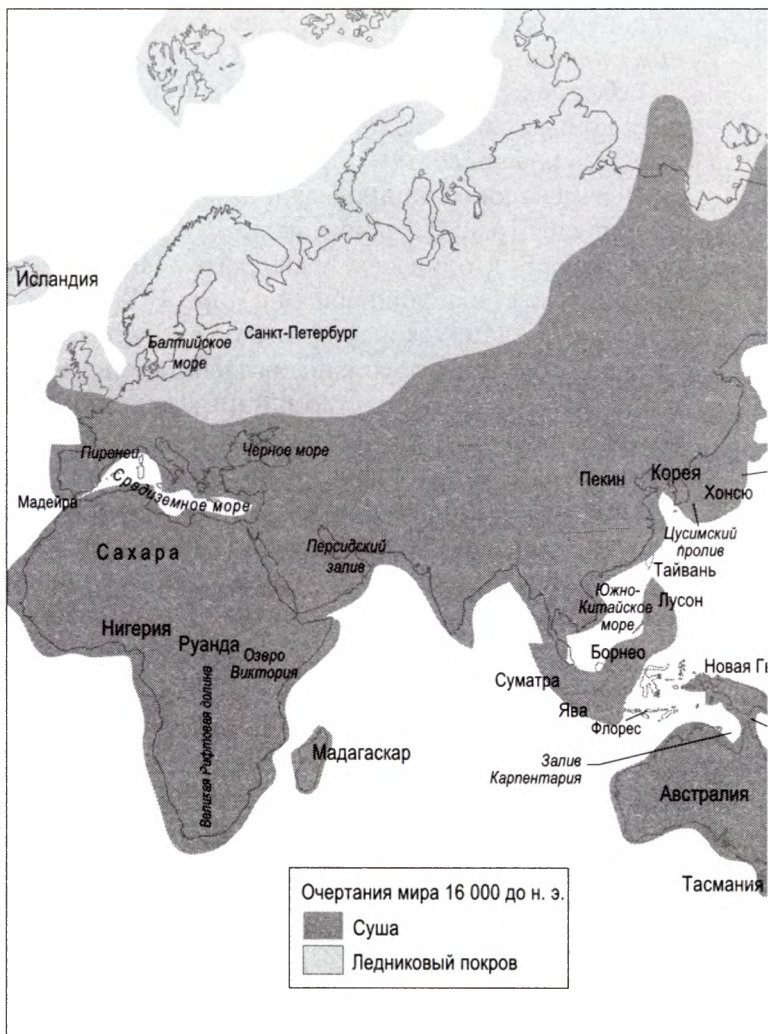 Исландия
Балтийское
море
Санкт-Петербург
Пиренеи
Черное море
Мадейра
Средиземное море
Пекин
Корея
Хонсю
Цусимский
пролив
Сахара
Персидский
залив
Тайвань
Южно-
Китайское
море
Лусон
Нигерия
Руанда
Озеро
Виктория
Великая Рифтовая долина
Борнео
Суматра
Новая Г
Ява
Флорес
Мадагаскар
Залив
Карпентария
Австралия
Тасмания
Очертания мира 16 000 до н. э.
Суша
Ледниковый покров